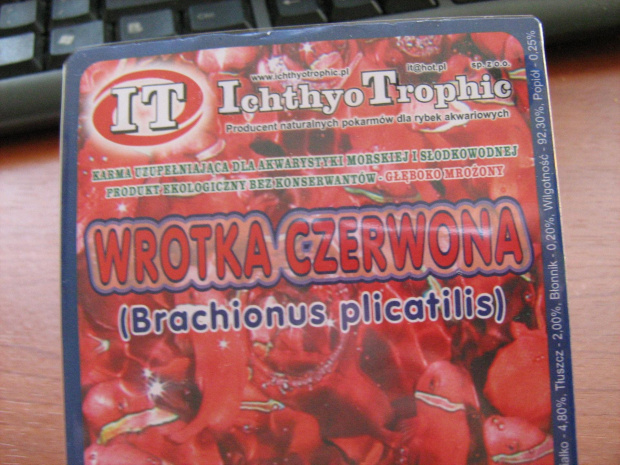 www.ichthyotrophic.pl it@hot.pl sp. z o.o.
IT IchthyoTrophic
Producent naturalnych pokarmów dla rybek akwariowych
KARMA UZUPEŁNIAJĄCA DLA AKWARYSTYKI MORSKIEJ I SŁODKOWODNEJ
PRODUKT EKOLOGICZNY BEZ KONSERWANTÓW - GŁĘBOKO MROŻONY
WROTKA CZERWONA
(Brachionus plicatilis)
iałko - 4,80%, Tłuszcz - 2,00%, Błonnik - 0,20%, Wilgotność - 92,30%, Popiół - 0,25%